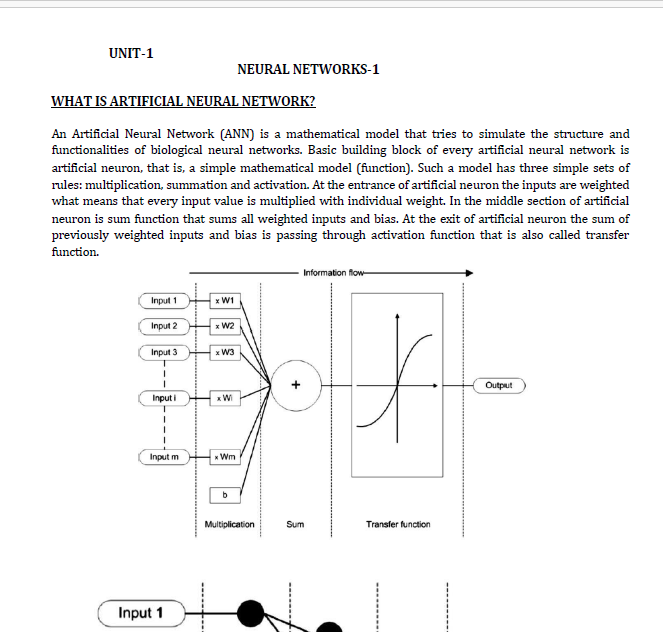 UNIT-1
NEURAL NETWORKS-1
WHAT IS ARTIFICIAL NEURAL NETWORK?
An Artificial Neural Network (ANN) is a mathematical model that tries to simulate the structure and
functionalities of biological neural networks. Basic building block of every artificial neural network is
artificial neuron, that is, a simple mathematical model (function). Such a model has three simple sets of
rules: multiplication, summation and activation. At the entrance of artificial neuron the inputs are weighted
what means that every input value is multiplied with individual weight. In the middle section of artificial
neuron is sum function that sums all weighted inputs and bias. At the exit of artificial neuron the sum of
previously weighted inputs and bias is passing through activation function that is also called transfer
function.
Information flow
Input 1 x W1
Input 2 x W2
Input 3 x W3
+ Output
Input i x Wi
Input m x Wm
b
Multiplication Sum Transfer function
Input 1